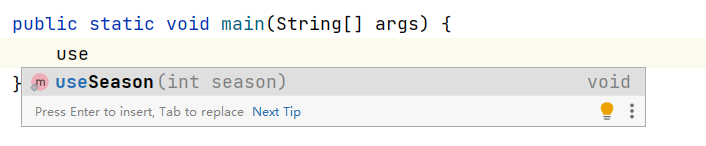 public static void main(String[] args) {
use
}
m useSeason(int season) void
Press Enter to insert, Tab to replace Next Tip